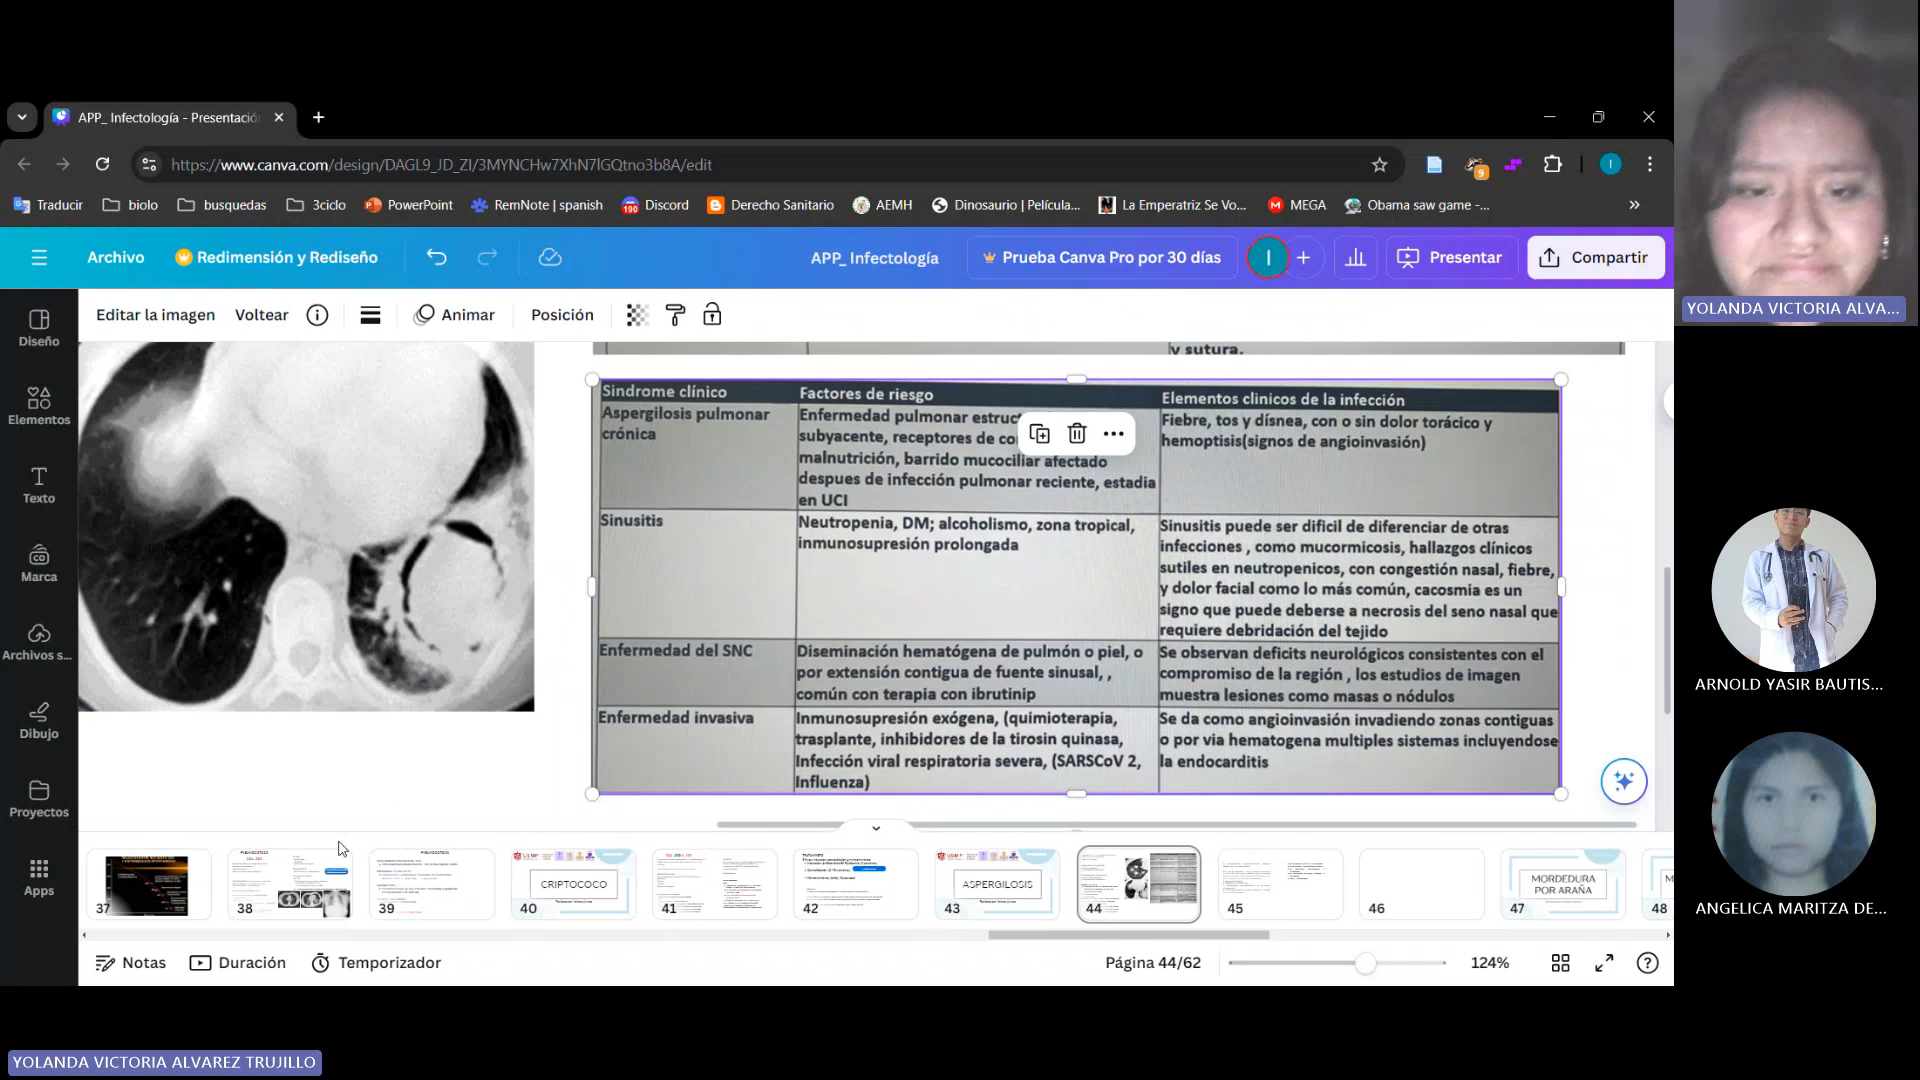 APP_ Infectología - Presentació
https://www.canva.com/design/DAGL9_JD_ZI/3MYNCHw7XhN7lGQtno3b8A/edit
Traducir
biolo
busquedas
3ciclo
PowerPoint
RemNote | spanish
190
Discord
Derecho Sanitario
AEMH
Dinosaurio | Película...
La Emperatriz Se Vo...
MEGA
Obama saw game -...
9
I
Archivo
Redimensión y Rediseño
APP_ Infectología
Prueba Canva Pro por 30 días
I
Presentar
Compartir
Editar la imagen
Voltear
Animar
Posición
Diseño
Elementos
Texto
Marca
Archivos s...
Dibujo
Proyectos
Apps
y sutura.
Sindrome clínico
Factores de riesgo
Elementos clinicos de la infección
Aspergilosis pulmonar
crónica
Enfermedad pulmonar estruct
subyacente, receptores de co
malnutrición, barrido mucociliar afectado
despues de infección pulmonar reciente, estadia
en UCI
Fiebre, tos y dísnea, con o sin dolor torácico y
hemoptisis(signos de angioinvasión)
Sinusitis
Neutropenia, DM; alcoholismo, zona tropical,
inmunosupresión prolongada
Sinusitis puede ser dificil de diferenciar de otras
infecciones , como mucormicosis, hallazgos clínicos
sutiles en neutropenicos, con congestión nasal, fiebre,
y dolor facial como lo más común, cacosmia es un
signo que puede deberse a necrosis del seno nasal que
requiere debridación del tejido
Enfermedad del SNC
Diseminación hematógena de pulmón o piel, o
por extensión contigua de fuente sinusal, ,
común con terapia con ibrutinip
Se observan deficits neurológicos consistentes con el
compromiso de la región , los estudios de imagen
muestra lesiones como masas o nódulos
Enfermedad invasiva
Inmunosupresión exógena, (quimioterapia,
trasplante, inhibidores de la tirosin quinasa,
Infección viral respiratoria severa, (SARSCoV 2,
Influenza)
Se da como angioinvasión invadiendo zonas contiguas
o por via hematogena multiples sistemas incluyendose
la endocarditis
37
38
39
CRIPTOCOCO
40
41
42
ASPERGILOSIS
43
44
45
46
MORDEDURA
POR ARAÑA
47
48
Notas
Duración
Temporizador
Página 44/62
124%
YOLANDA VICTORIA ALVA...
ARNOLD YASIR BAUTIS...
ANGELICA MARITZA DE...
YOLANDA VICTORIA ALVAREZ TRUJILLO